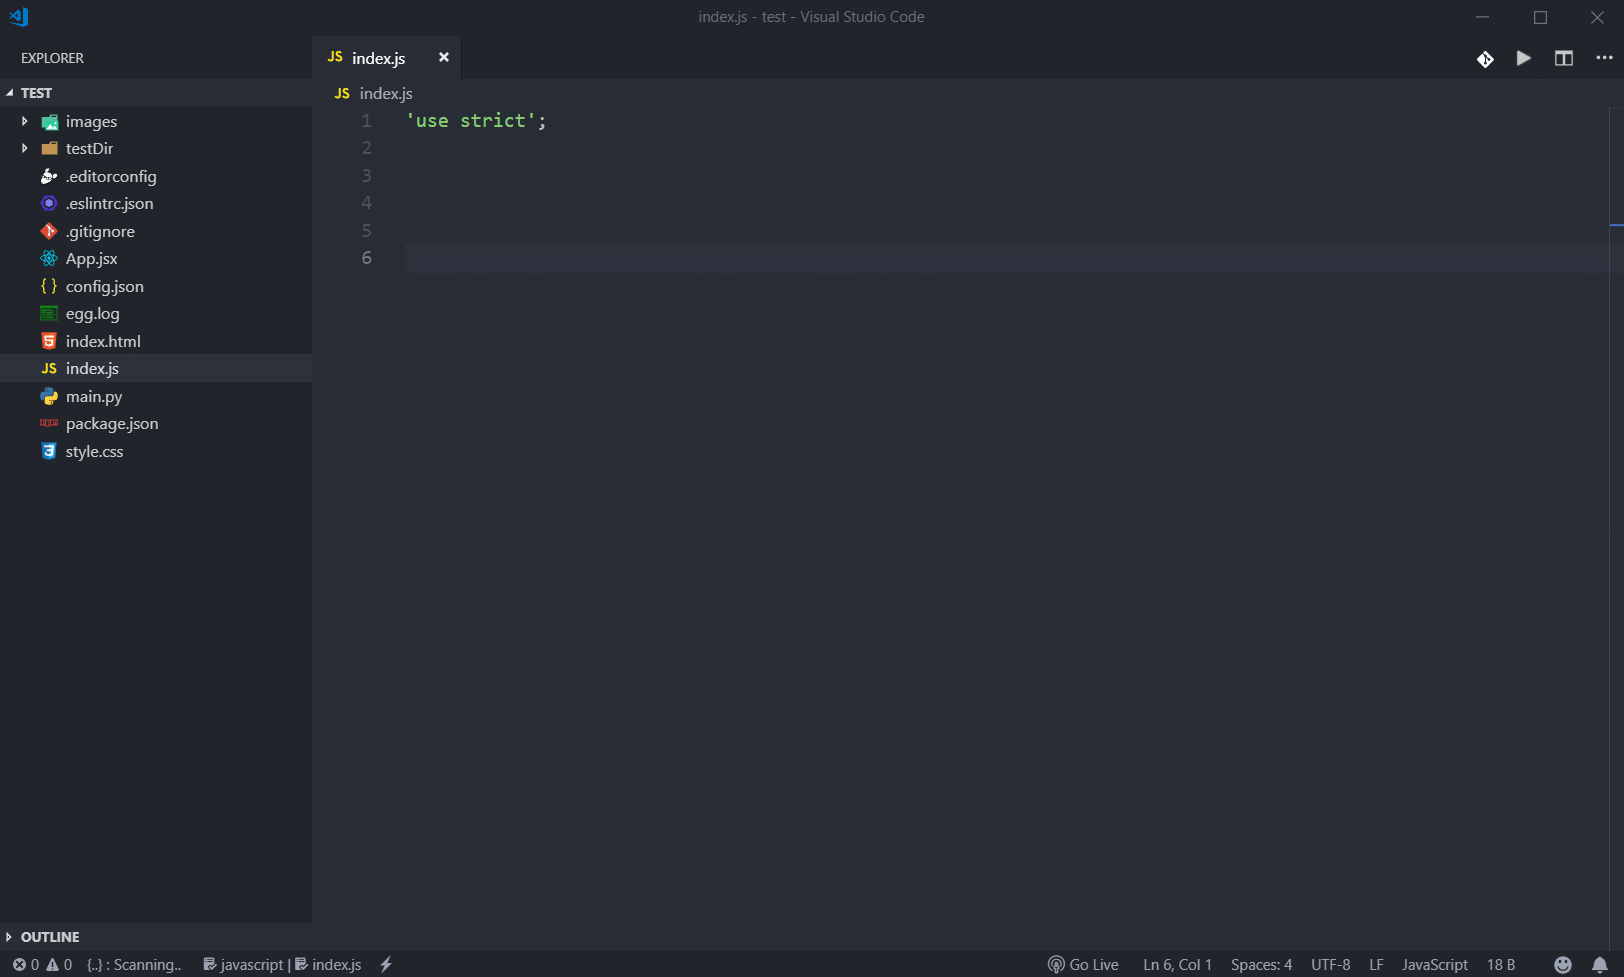 index.js - test - Visual Studio Code
EXPLORER
JS index.js
TEST
images
testDir
.editorconfig
.eslintrc.json
.gitignore
App.jsx
{ } config.json
egg.log
index.html
JS index.js
main.py
npm package.json
style.css
JS index.js
1 'use strict';
2
3
4
5
6
OUTLINE
0 0 {..} : Scanning.. javascript | index.js Go Live Ln 6, Col 1 Spaces: 4 UTF-8 LF JavaScript 18 B